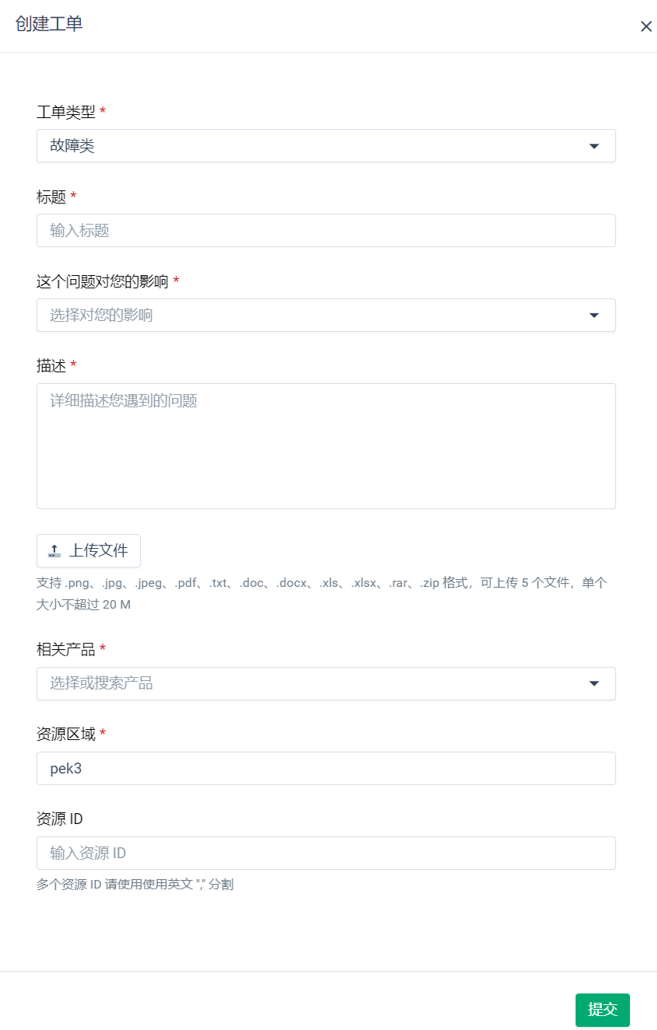 创建工单
工单类型 *
故障类
标题 *
输入标题
这个问题对您的影响 *
选择对您的影响
描述 *
详细描述您遇到的问题
上传文件
支持 .png、.jpg、.jpeg、.pdf、.txt、.doc、.docx、.xls、.xlsx、.rar、.zip 格式，可上传 5 个文件，单个
大小不超过 20 M
相关产品 *
选择或搜索产品
资源区域 *
pek3
资源 ID
输入资源 ID
多个资源 ID 请使用使用英文 "," 分割
提交